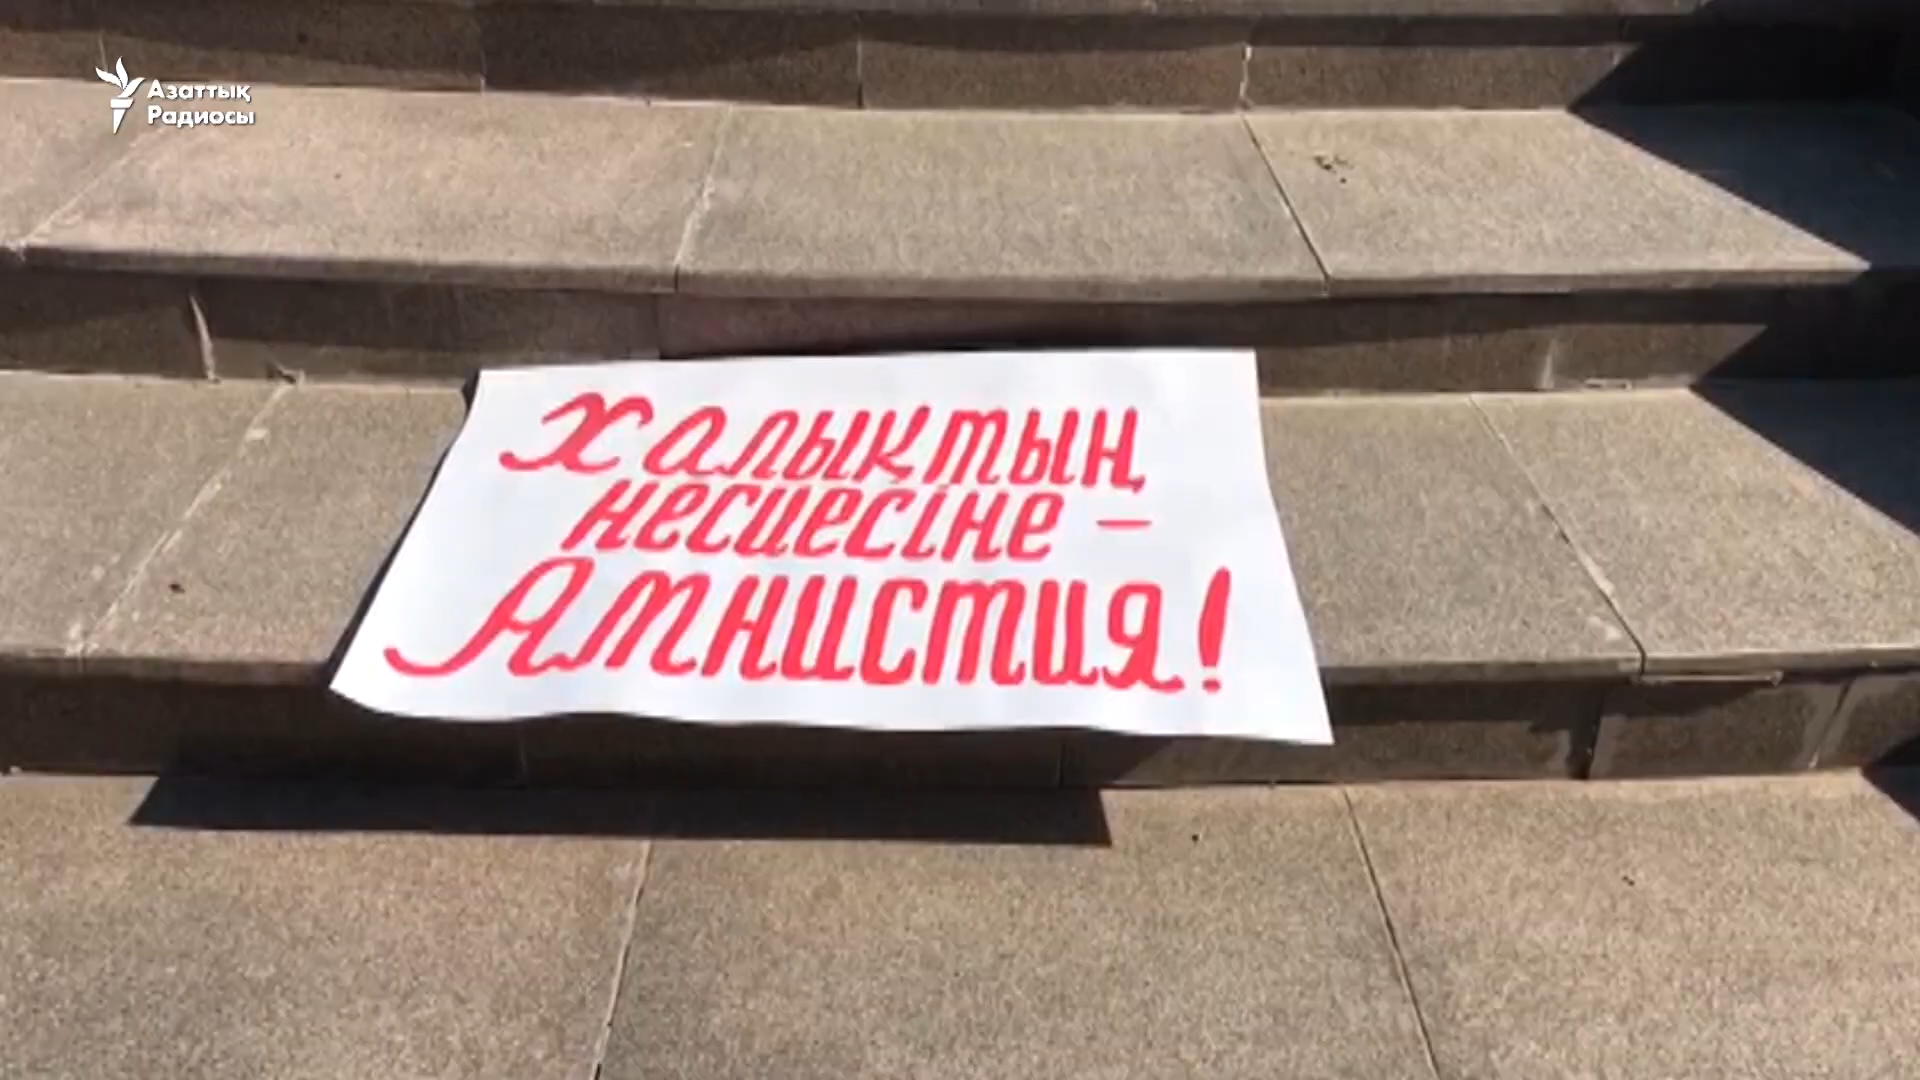 Азаттық
Радиосы
Халықтың
несиесіне –
Амнистия!